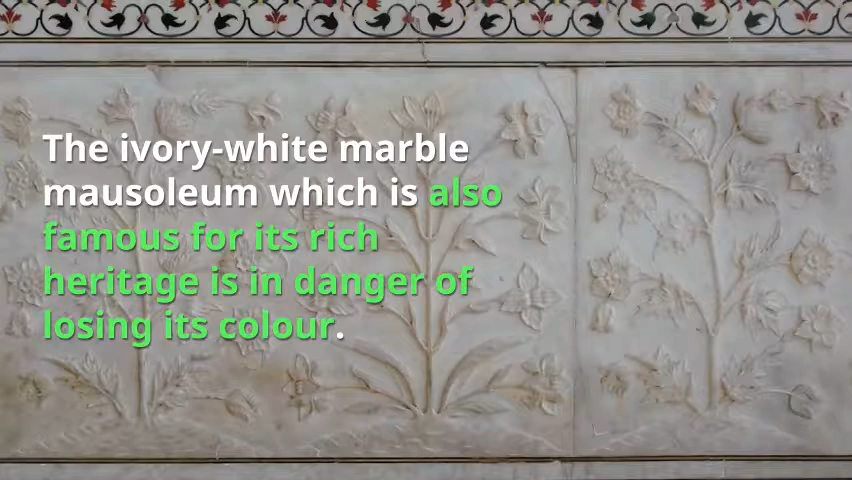 The ivory-white marble
mausoleum which is also
famous for its rich
heritage is in danger of
losing its colour.